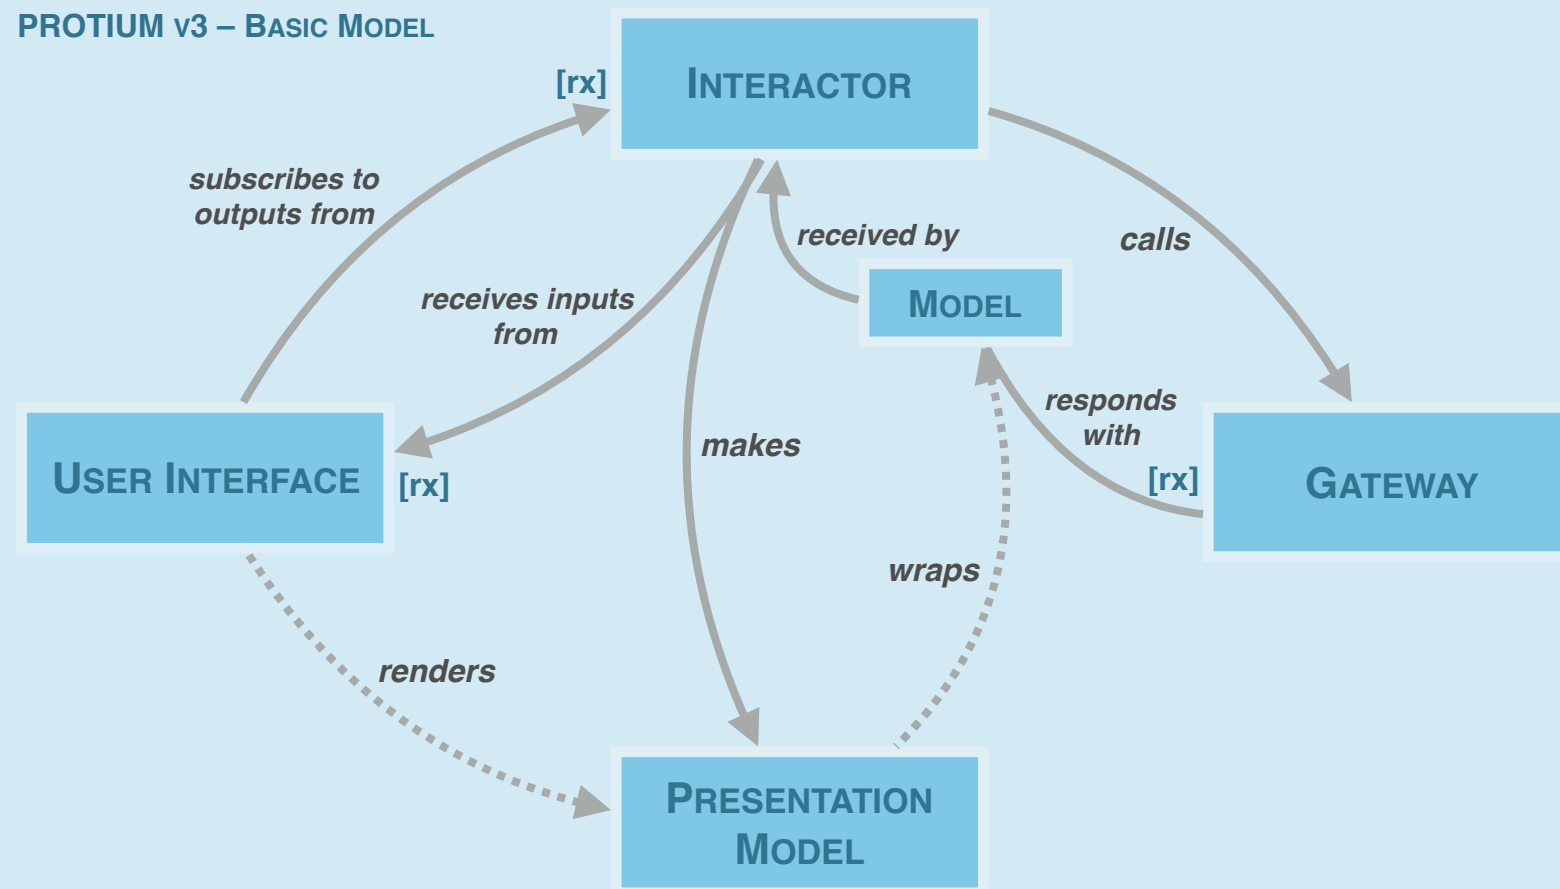 PROTIUM v3 – Basic Model
[rx]
Interactor
subscribes to
outputs from
received by
calls
receives inputs
from
Model
responds
with
makes
User Interface
[rx]
[rx]
Gateway
wraps
renders
Presentation
Model